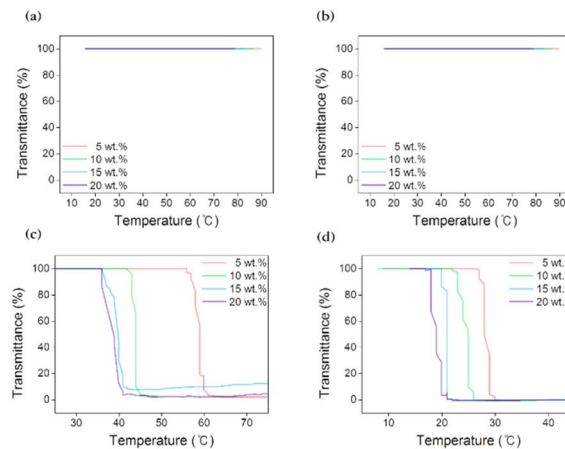 (a)
(b)
Transmittance (%)
100
80
60
40
20
0
5 wt.%
10 wt.%
15 wt.%
20 wt.%
10 20 30 40 50 60 70 80 90
Temperature (℃)
Transmittance (%)
100
80
60
40
20
0
5 wt.%
10 wt.%
15 wt.%
20 wt.%
10 20 30 40 50 60 70 80 90
Temperature (℃)
(c)
(d)
Transmittance (%)
100
80
60
40
20
0
5 wt.%
10 wt.%
15 wt.%
20 wt.%
30 40 50 60 70
Temperature (℃)
Transmittance (%)
100
80
60
40
20
0
5 wt.%
10 wt.%
15 wt.%
20 wt.%
10 20 30 40
Temperature (℃)